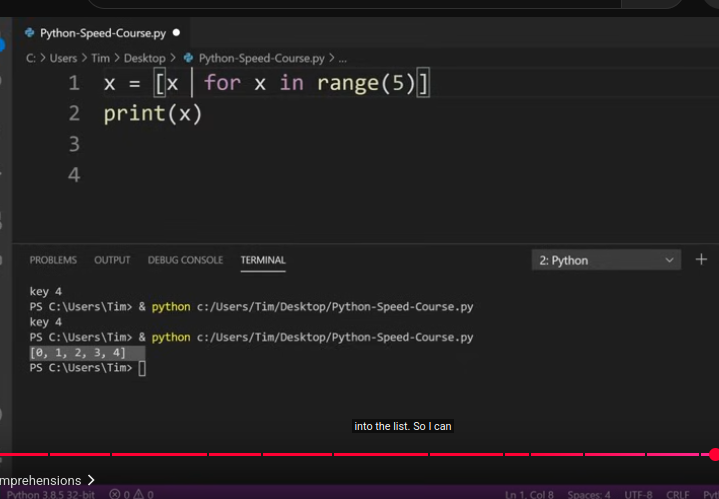 Python-Speed-Course.py
C: > Users > Tim > Desktop > Python-Speed-Course.py > ...
1 x = [x for x in range(5)]
2 print(x)
3
4
PROBLEMS OUTPUT DEBUG CONSOLE TERMINAL 2: Python
key 4
PS C:\Users\Tim> & python c:/Users/Tim/Desktop/Python-Speed-Course.py
key 4
PS C:\Users\Tim> & python c:/Users/Tim/Desktop/Python-Speed-Course.py
[0, 1, 2, 3, 4]
PS C:\Users\Tim>
into the list. So I can
mprehensions >
Python 3.8.5 32-bit 0 0 Ln 1, Col 8 Spaces: 4 UTF-8 CRLF Pyt